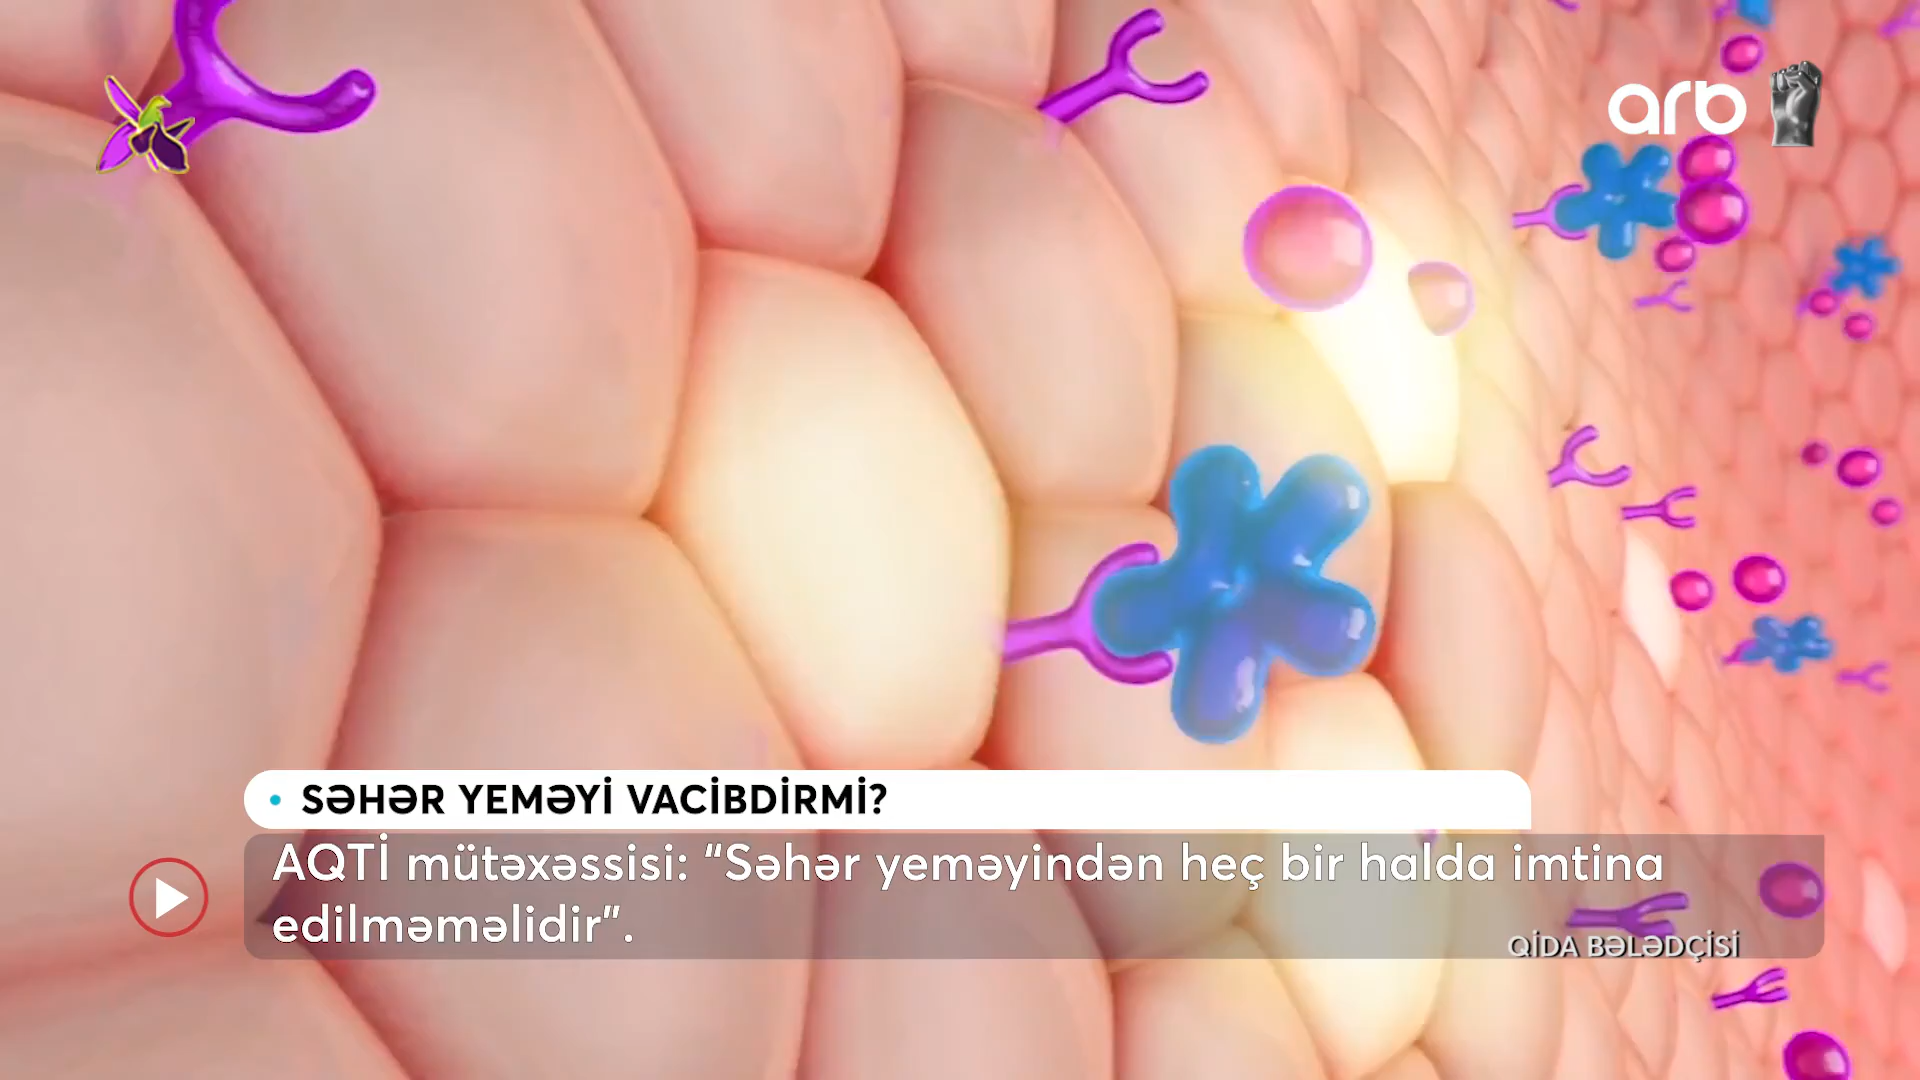 arb
SƏHƏR YEMƏYİ VACİBDİRMİ?
AQTİ mütəxəssisi: “Səhər yeməyindən heç bir halda imtina
edilməməlidir”.
QİDA BƏLƏDÇİSİ